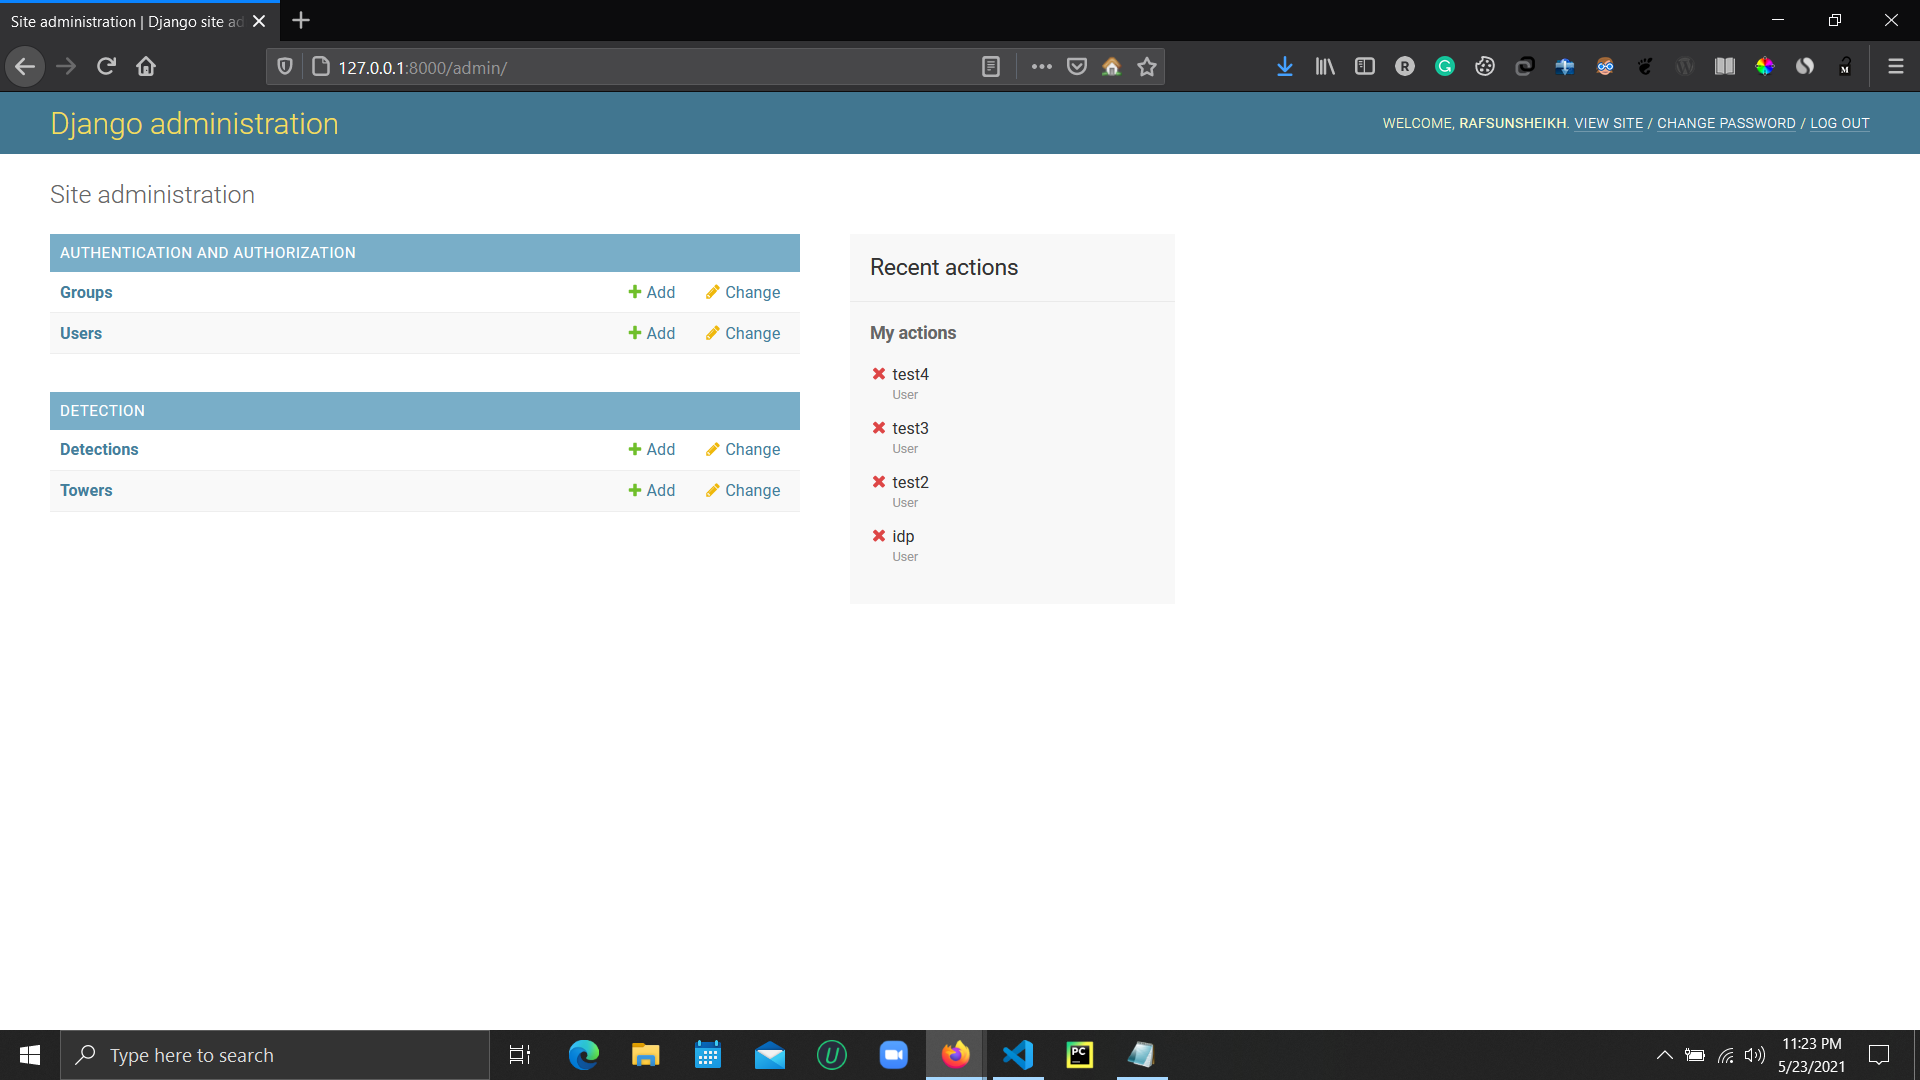 Site administration | Django site ad
127.0.0.1:8000/admin/
Django administration
WELCOME, RAFSUNSHEIKH. VIEW SITE / CHANGE PASSWORD / LOG OUT
Site administration
AUTHENTICATION AND AUTHORIZATION
Groups Add Change
Users Add Change
DETECTION
Detections Add Change
Towers Add Change
Recent actions
My actions
test4
User
test3
User
test2
User
idp
User
Type here to search
11:23 PM
5/23/2021